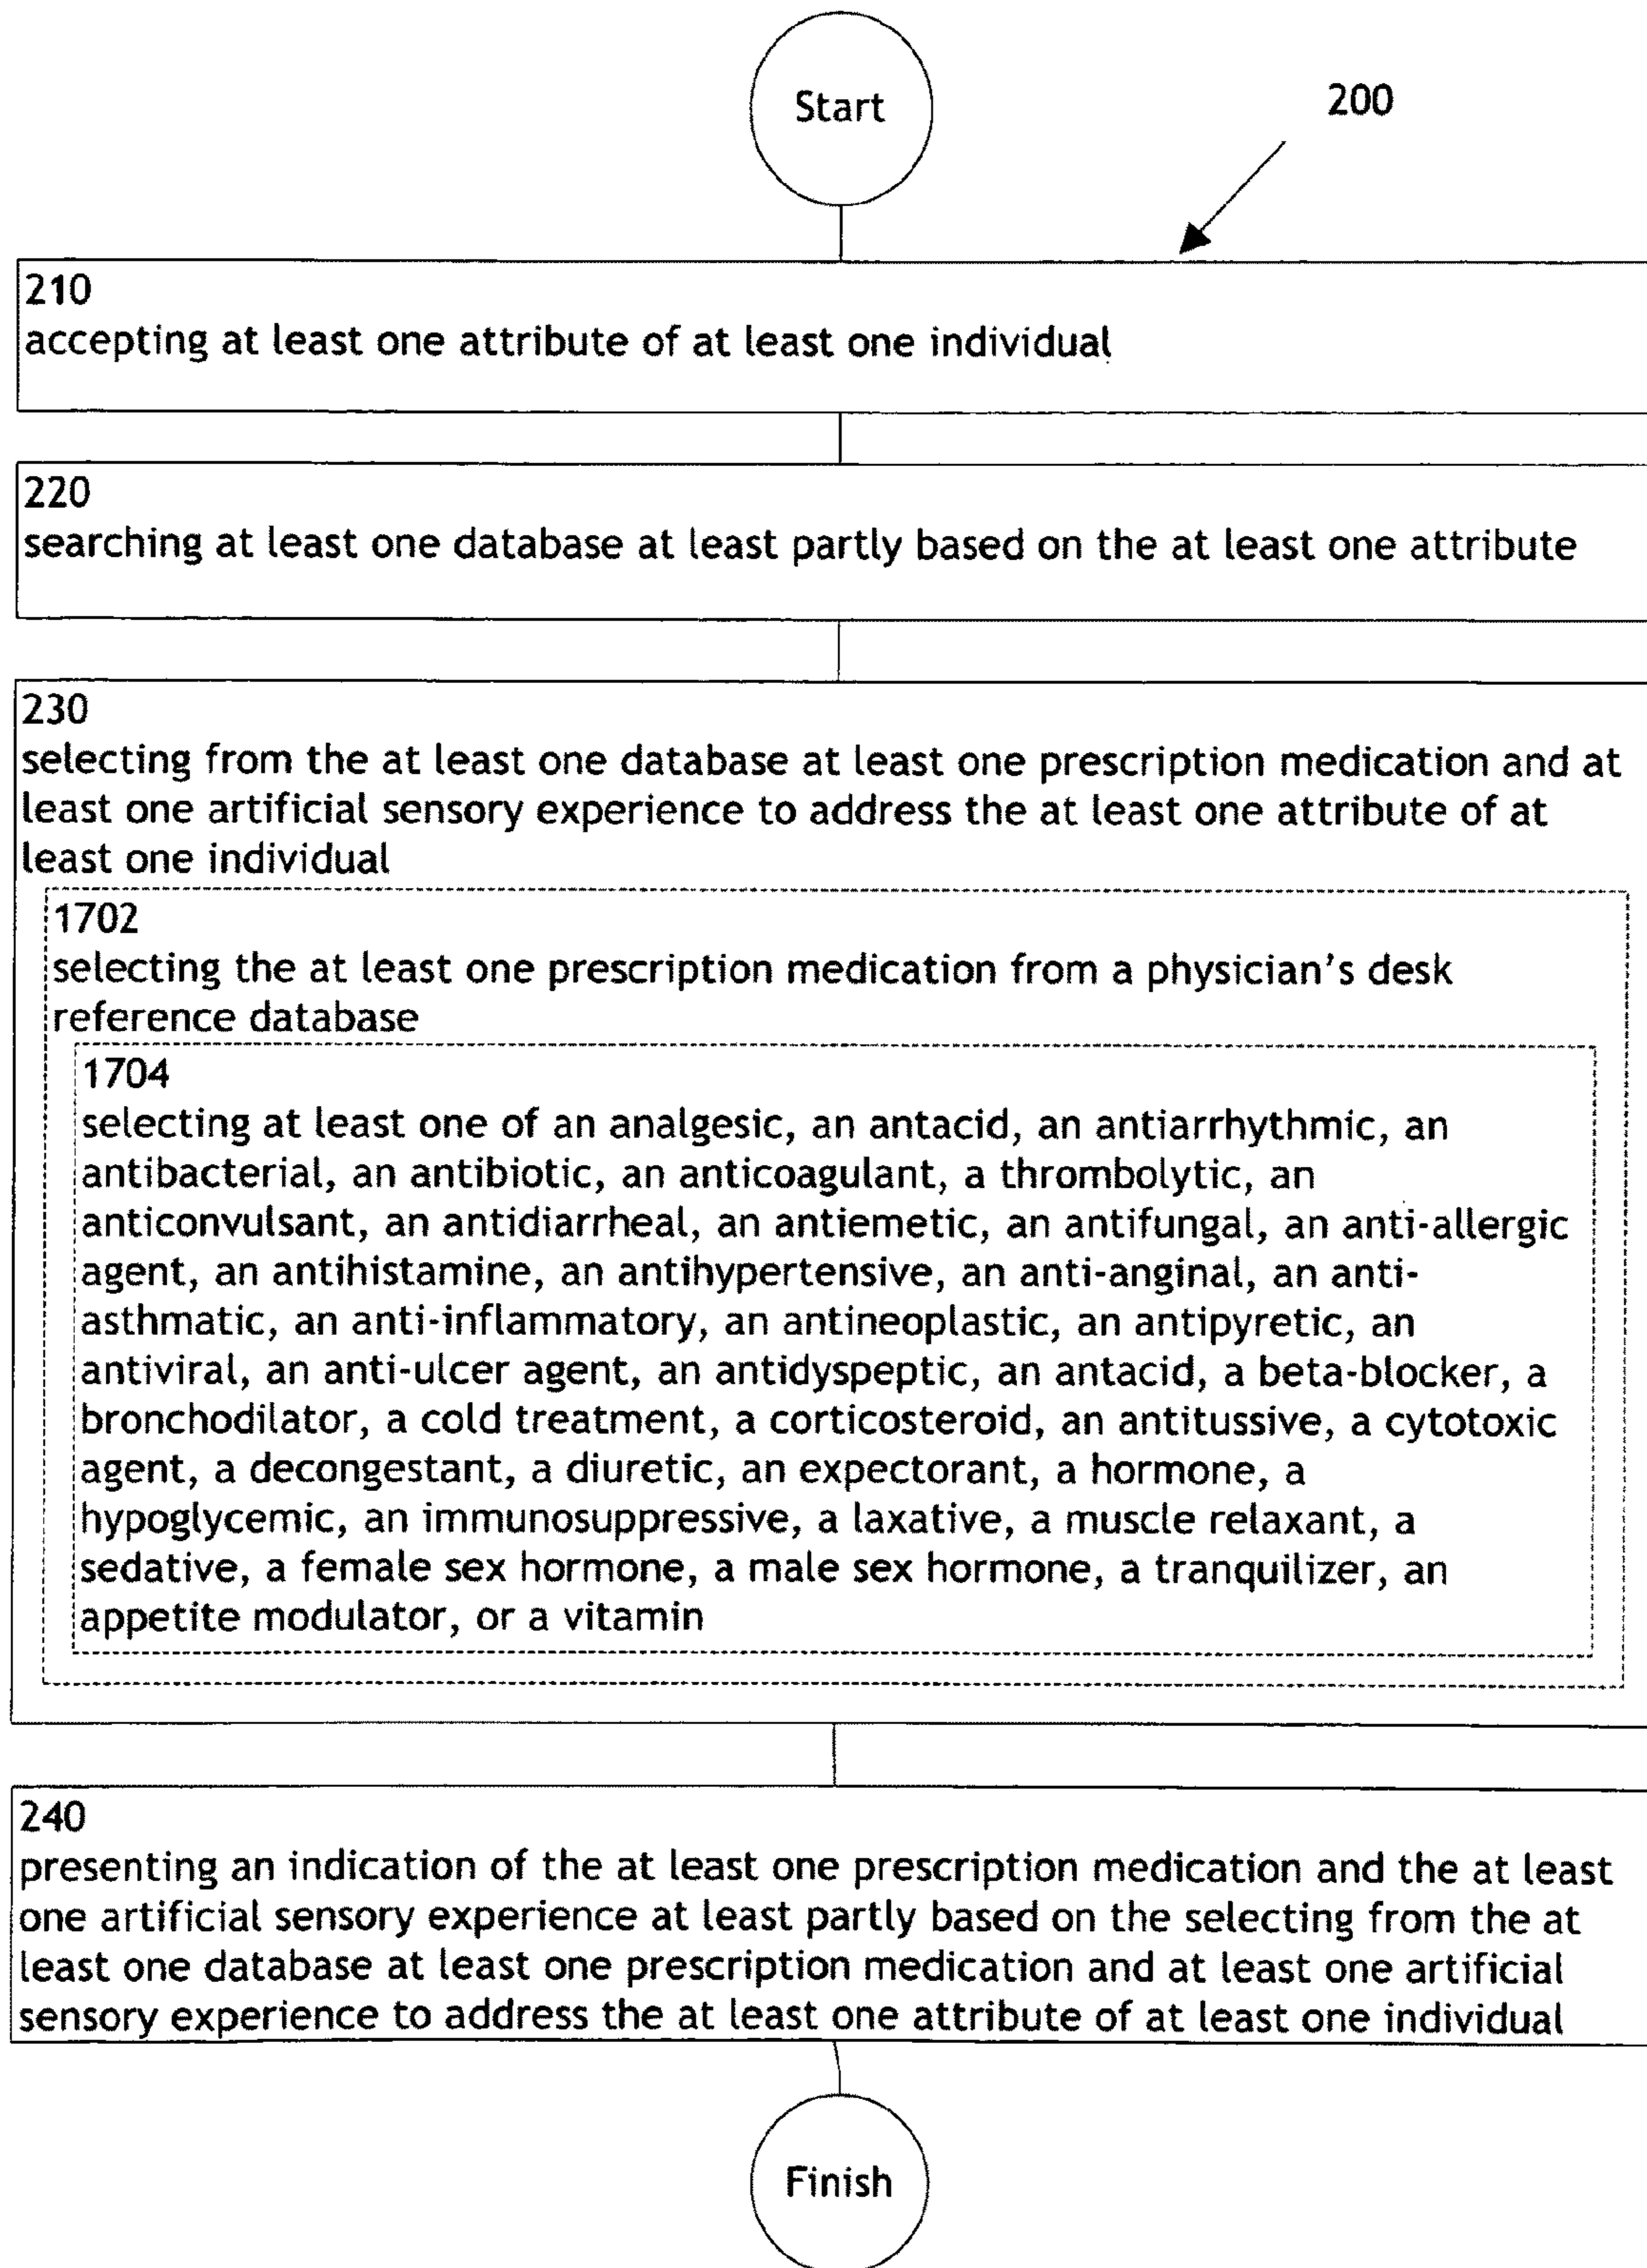 Start
200
210
accepting at least one attribute of at least one individual
220
searching at least one database at least partly based on the at least one attribute
230
selecting from the at least one database at least one prescription medication and at
least one artificial sensory experience to address the at least one attribute of at
least one individual
1702
selecting the at least one prescription medication from a physician's desk
reference database
1704
selecting at least one of an analgesic, an antacid, an antiarrhythmic, an
antibacterial, an antibiotic, an anticoagulant, a thrombolytic, an
anticonvulsant, an antidiarrheal, an antiemetic, an antifungal, an anti-allergic
agent, an antihistamine, an antihypertensive, an anti-anginal, an anti-
asthmatic, an anti-inflammatory, an antineoplastic, an antipyretic, an
antiviral, an anti-ulcer agent, an antidyspeptic, an antacid, a beta-blocker, a
bronchodilator, a cold treatment, a corticosteroid, an antitussive, a cytotoxic
agent, a decongestant, a diuretic, an expectorant, a hormone, a
hypoglycemic, an immunosuppressive, a laxative, a muscle relaxant, a
sedative, a female sex hormone, a male sex hormone, a tranquilizer, an
appetite modulator, or a vitamin
240
presenting an indication of the at least one prescription medication and the at least
one artificial sensory experience at least partly based on the selecting from the at
least one database at least one prescription medication and at least one artificial
sensory experience to address the at least one attribute of at least one individual
Finish